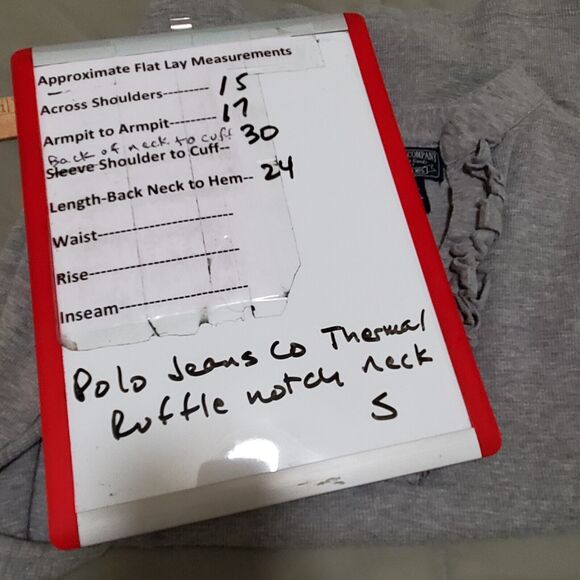 Approximate Flat Lay Measurements
Across Shoulders---------- 15
Armpit to Armpit---------- 17
Back of neck to cuff 30
Sleeve Shoulder to Cuff--
Length-Back Neck to Hem-- 24
Waist-----------------------
Rise------------------------
Inseam-------------------
Polo Jeans Co Thermal
Ruffle notch neck
S
COMPANY